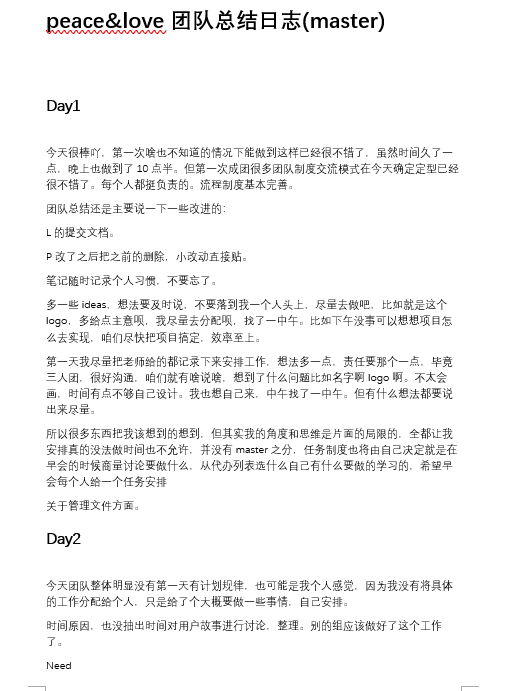 peace&love 团队总结日志(master)
Day1
今天很棒吖，第一次啥也不知道的情况下能做到这样已经很不错了，虽然时间久了一
点，晚上也做到了 10 点半。但第一次成团很多团队制度交流模式在今天确定定型已经
很不错了。每个人都挺负责的。流程制度基本完善。
团队总结还是主要说一下一些改进的：
L 的提交文档。
P 改了之后把之前的删除，小改动直接贴。
笔记随时记录个人习惯，不要忘了。
多一些 ideas，想法要及时说，不要落到我一个人头上，尽量去做吧，比如就是这个
logo，多给点主意呗，我尽量去分配呗，找了一中午。比如下午没事可以想想项目怎
么去实现，咱们尽快把项目搞定，效率至上。
第一天我尽量把老师给的都记录下来安排工作，想法多一点，责任要那个一点，毕竟
三人团，很好沟通，咱们就有啥说啥，想到了什么问题比如名字啊 logo 啊。不太会
画，时间有点不够自己设计。我也想自己来，中午找了一中午。但有什么想法都要说
出来尽量。
所以很多东西把我该想到的想到，但其实我的角度和思维是片面的局限的，全都让我
安排真的没法做时间也不允许，并没有 master 之分，任务制度也将由自己决定就是在
早会的时候商量讨论要做什么，从代办列表选什么自己有什么要做的学习的，希望早
会每个人给一个任务安排
关于管理文件方面。
Day2
今天团队整体明显没有第一天有计划规律，也可能是我个人感觉，因为我没有将具体
的工作分配给个人，只是给了个大概要做一些事情，自己安排。
时间原因，也没抽出时间对用户故事进行讨论，整理。别的组应该做好了这个工作
了。
Need